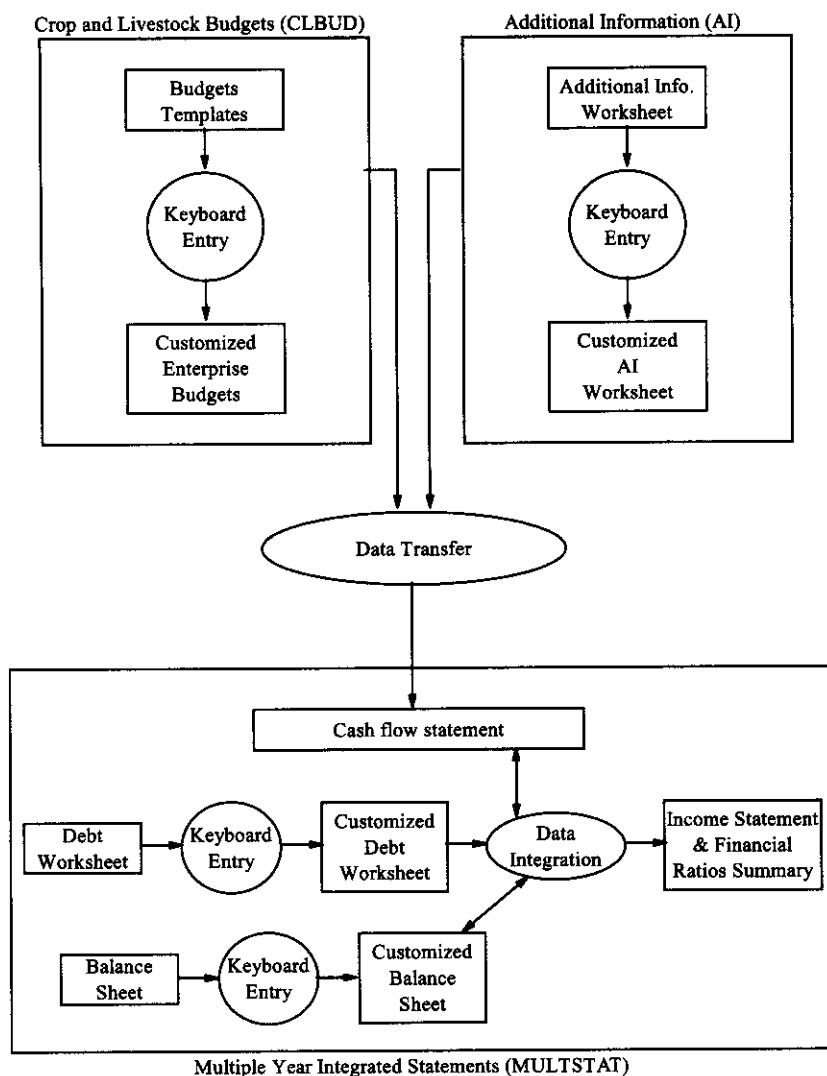 Crop and Livestock Budgets (CLBUD)
Budgets
Templates
Keyboard
Entry
Customized
Enterprise
Budgets
Additional Information (AI)
Additional Info.
Worksheet
Keyboard
Entry
Customized
AI
Worksheet
Data Transfer
Cash flow statement
Debt
Worksheet
Keyboard
Entry
Customized
Debt
Worksheet
Data
Integration
Income Statement
& Financial
Ratios Summary
Balance
Sheet
Keyboard
Entry
Customized
Balance
Sheet
Multiple Year Integrated Statements (MULTSTAT)